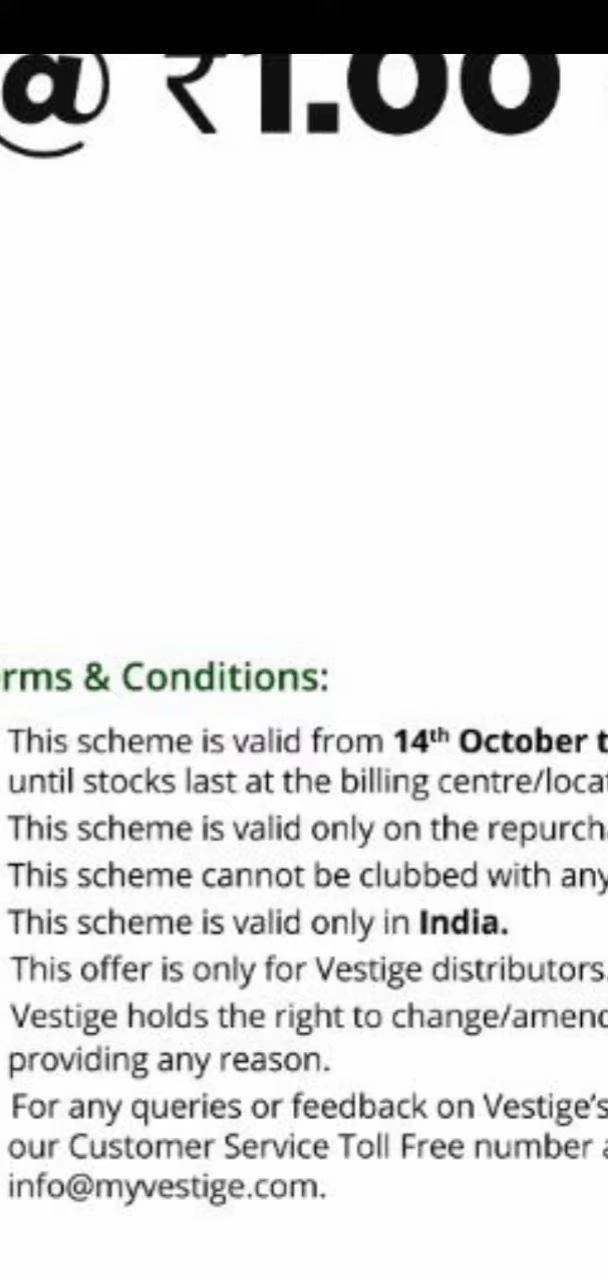 @ ₹1.00
rms & Conditions:
This scheme is valid from 14th October t
until stocks last at the billing centre/locat
This scheme is valid only on the repurch
This scheme cannot be clubbed with any
This scheme is valid only in India.
This offer is only for Vestige distributors.
Vestige holds the right to change/amend
providing any reason.
For any queries or feedback on Vestige's
our Customer Service Toll Free number a
info@myvestige.com.